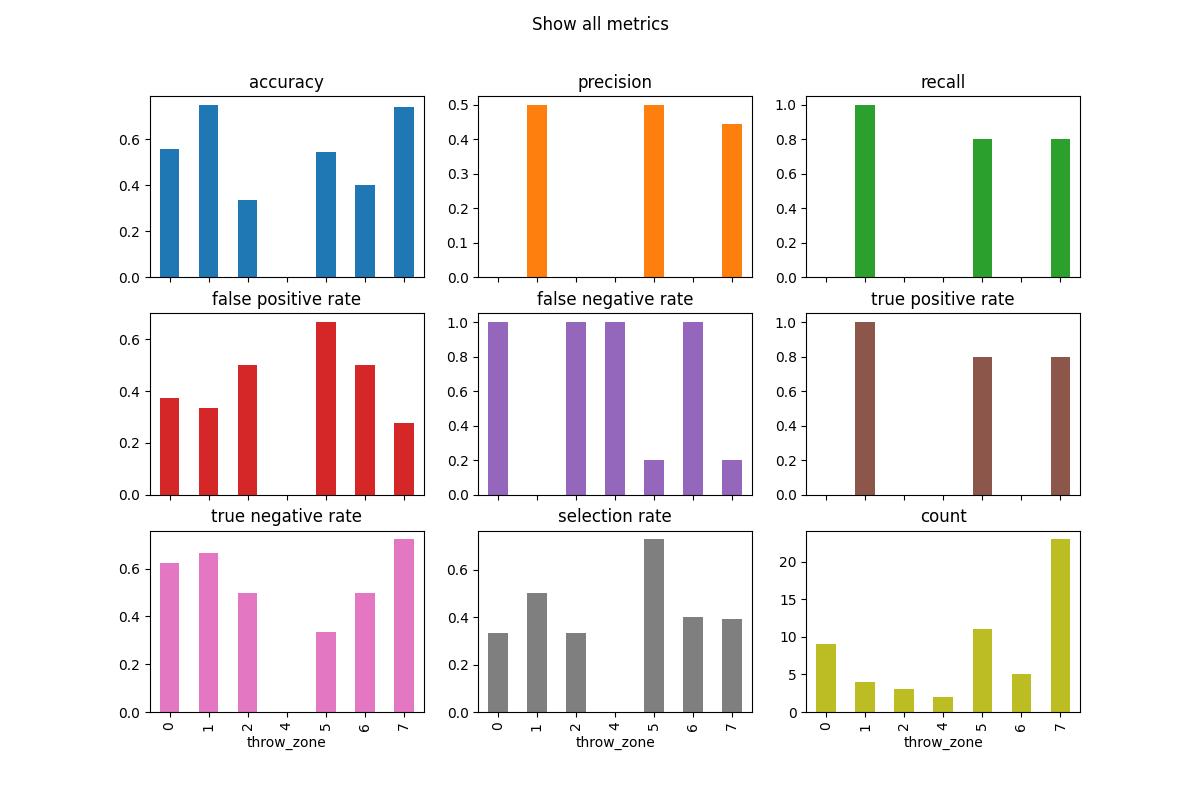 Show all metrics
accuracy
0.6
0.4
0.2
0.0
precision
0.5
0.4
0.3
0.2
0.1
0.0
recall
1.0
0.8
0.6
0.4
0.2
0.0
false positive rate
0.6
0.4
0.2
0.0
false negative rate
1.0
0.8
0.6
0.4
0.2
0.0
true positive rate
1.0
0.8
0.6
0.4
0.2
0.0
true negative rate
0.6
0.4
0.2
0.0
0 1 2 4 5 6 7
throw_zone
selection rate
0.6
0.4
0.2
0.0
0 1 2 4 5 6 7
throw_zone
count
20
15
10
5
0
0 1 2 4 5 6 7
throw_zone